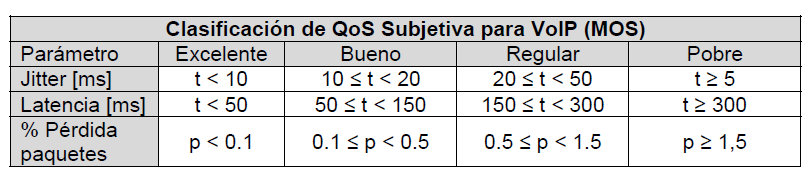 Clasificación de QoS Subjetiva para VoIP (MOS)
Parámetro Excelente Bueno Regular Pobre
Jitter [ms] t < 10 10 ≤ t < 20 20 ≤ t < 50 t ≥ 5
Latencia [ms] t < 50 50 ≤ t < 150 150 ≤ t < 300 t ≥ 300
% Pérdida
paquetes p < 0.1 0.1 ≤ p < 0.5 0.5 ≤ p < 1.5 p ≥ 1,5